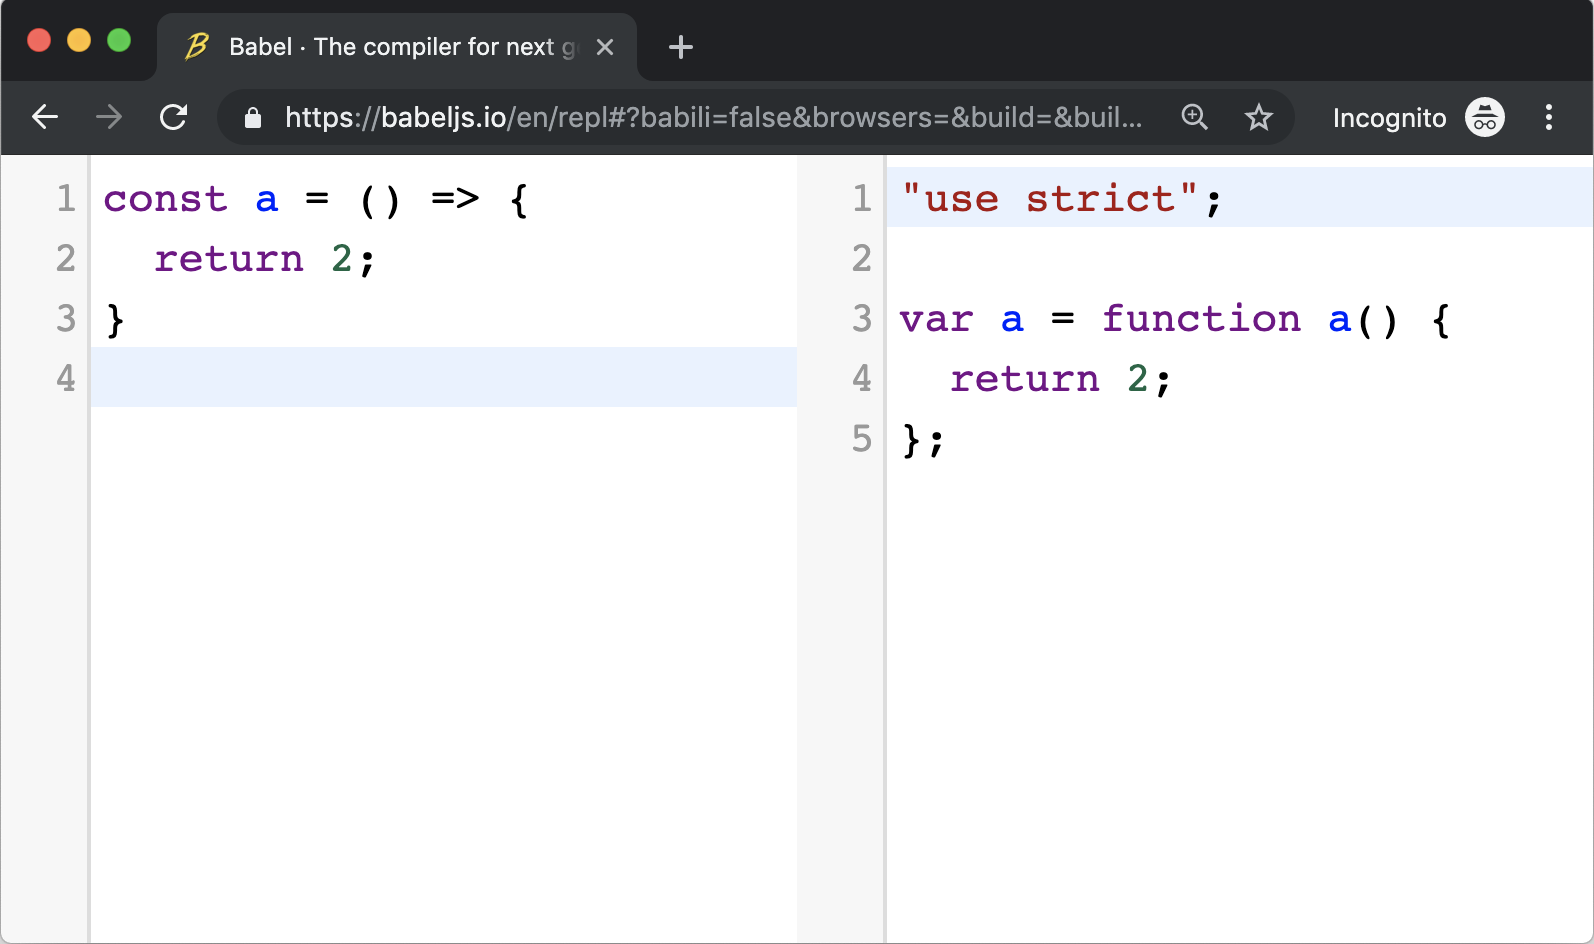 Babel · The compiler for next
https://babeljs.io/en/repl#?babili=false&browsers=&build=&buil...
Incognito
1 const a = () => {
2   return 2;
3 }
4
1 "use strict";
2
3 var a = function a() {
4   return 2;
5 };